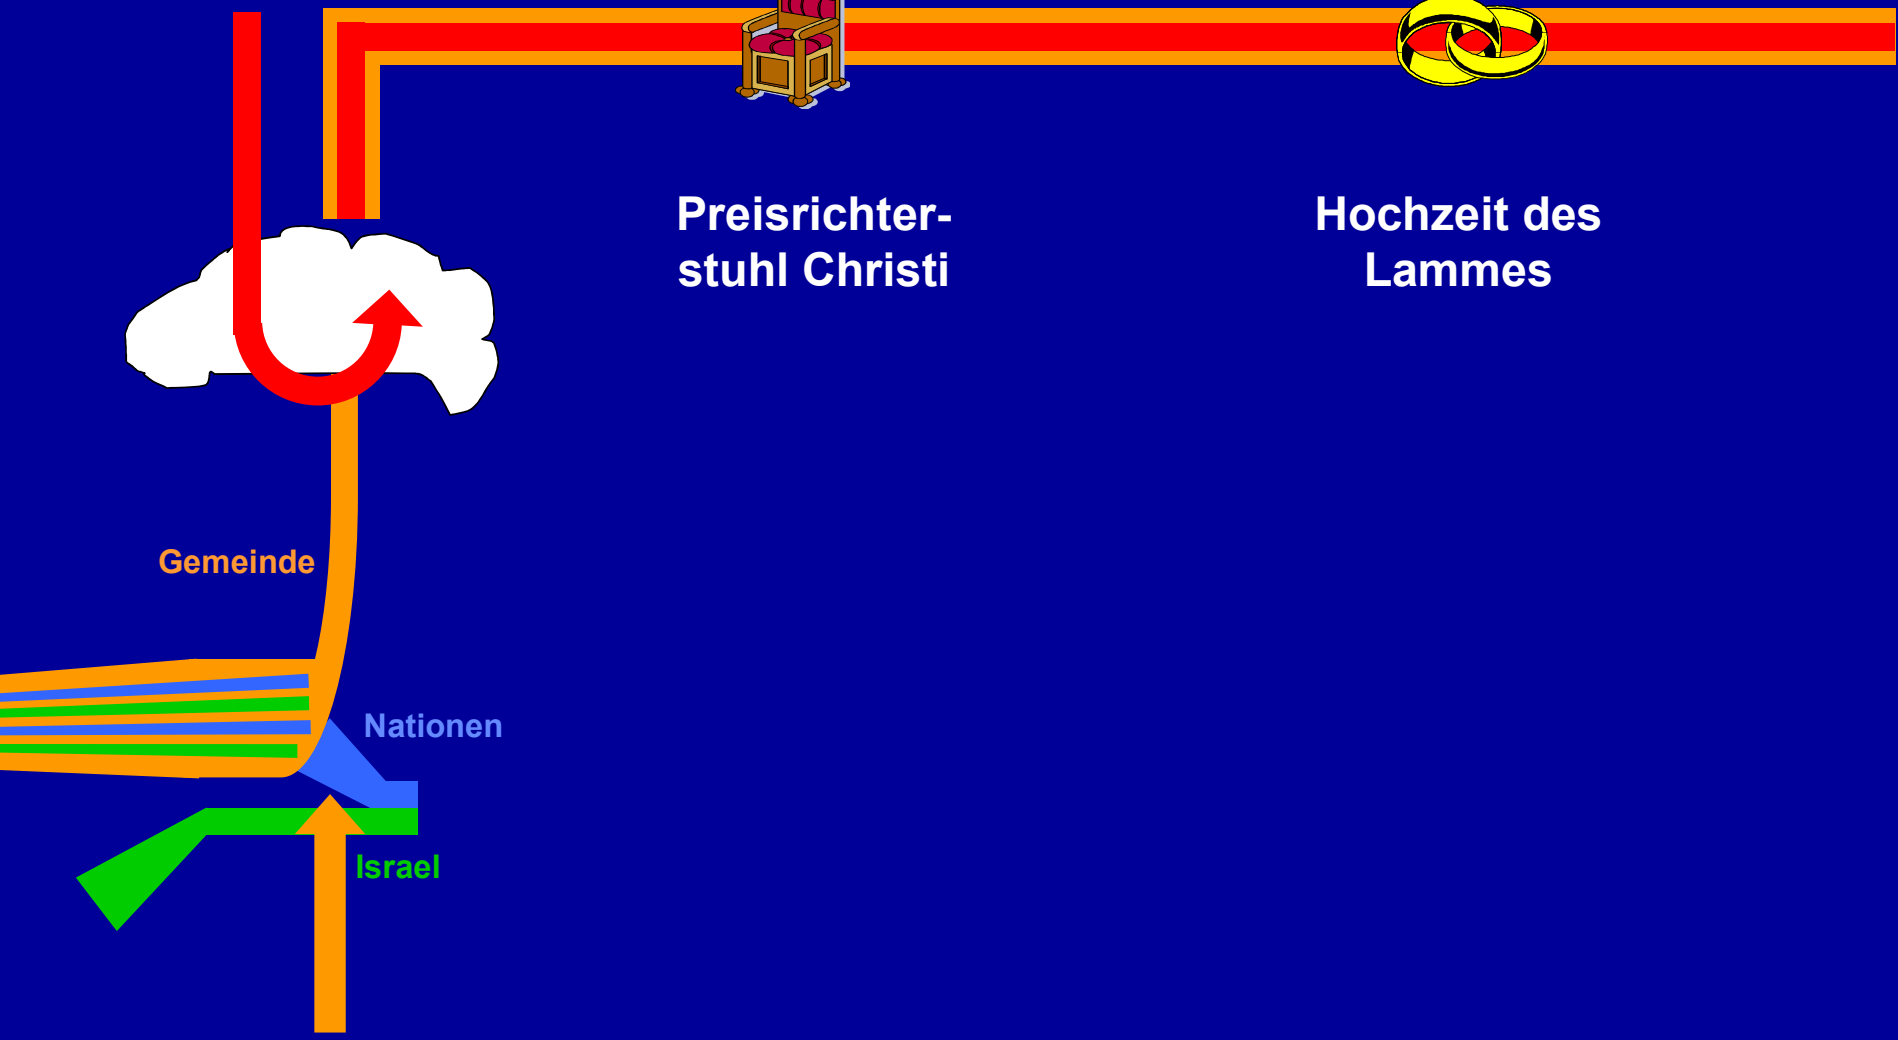 Preisrichter-
stuhl Christi
Hochzeit des
Lammes
Gemeinde
Nationen
Israel